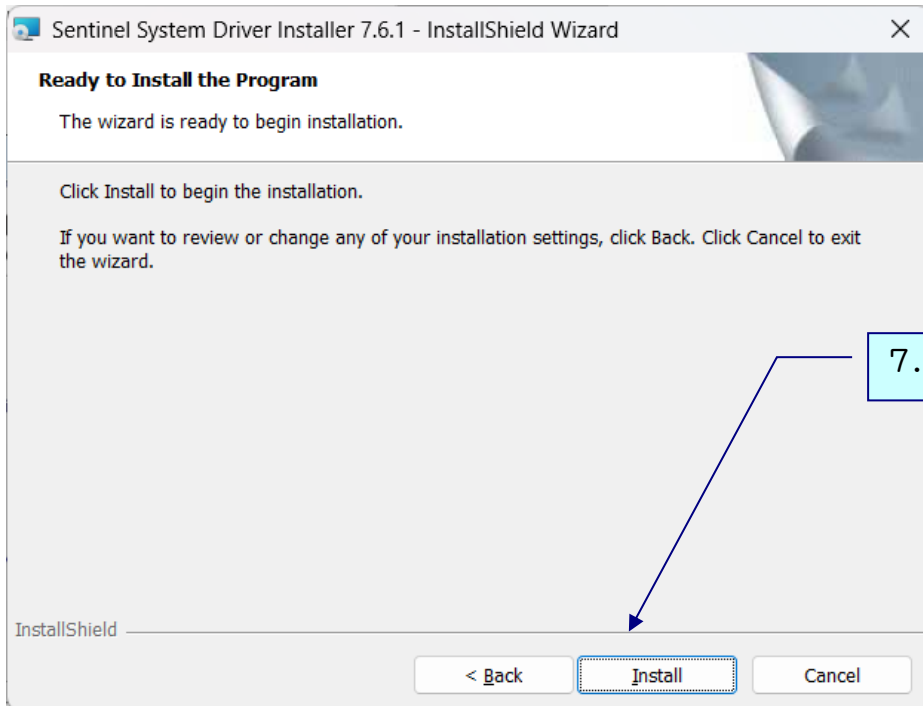 Sentinel System Driver Installer 7.6.1 - InstallShield Wizard
Ready to Install the Program
The wizard is ready to begin installation.
Click Install to begin the installation.
If you want to review or change any of your installation settings, click Back. Click Cancel to exit
the wizard.
7.
InstallShield
< Back
Install
Cancel